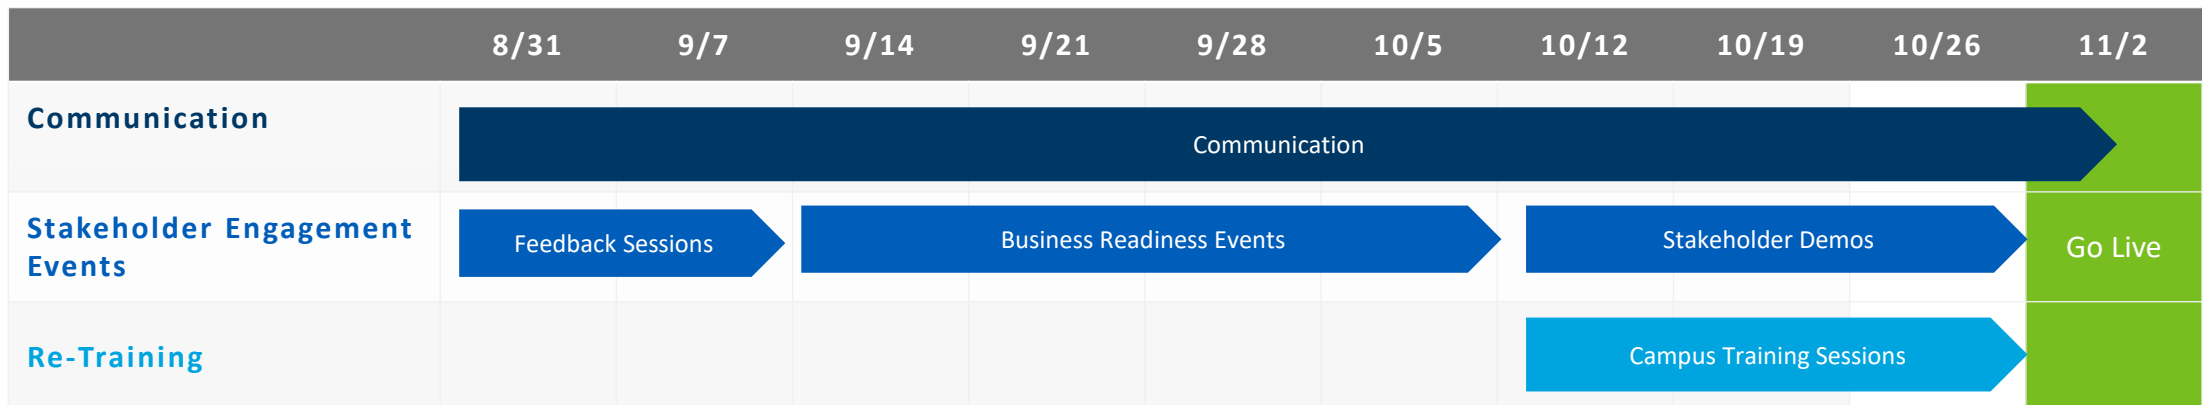 8/31 9/7 9/14 9/21 9/28 10/5 10/12 10/19 10/26 11/2
Communication
Communication
Stakeholder Engagement
Events
Feedback Sessions
Business Readiness Events
Stakeholder Demos
Go Live
Re-Training
Campus Training Sessions